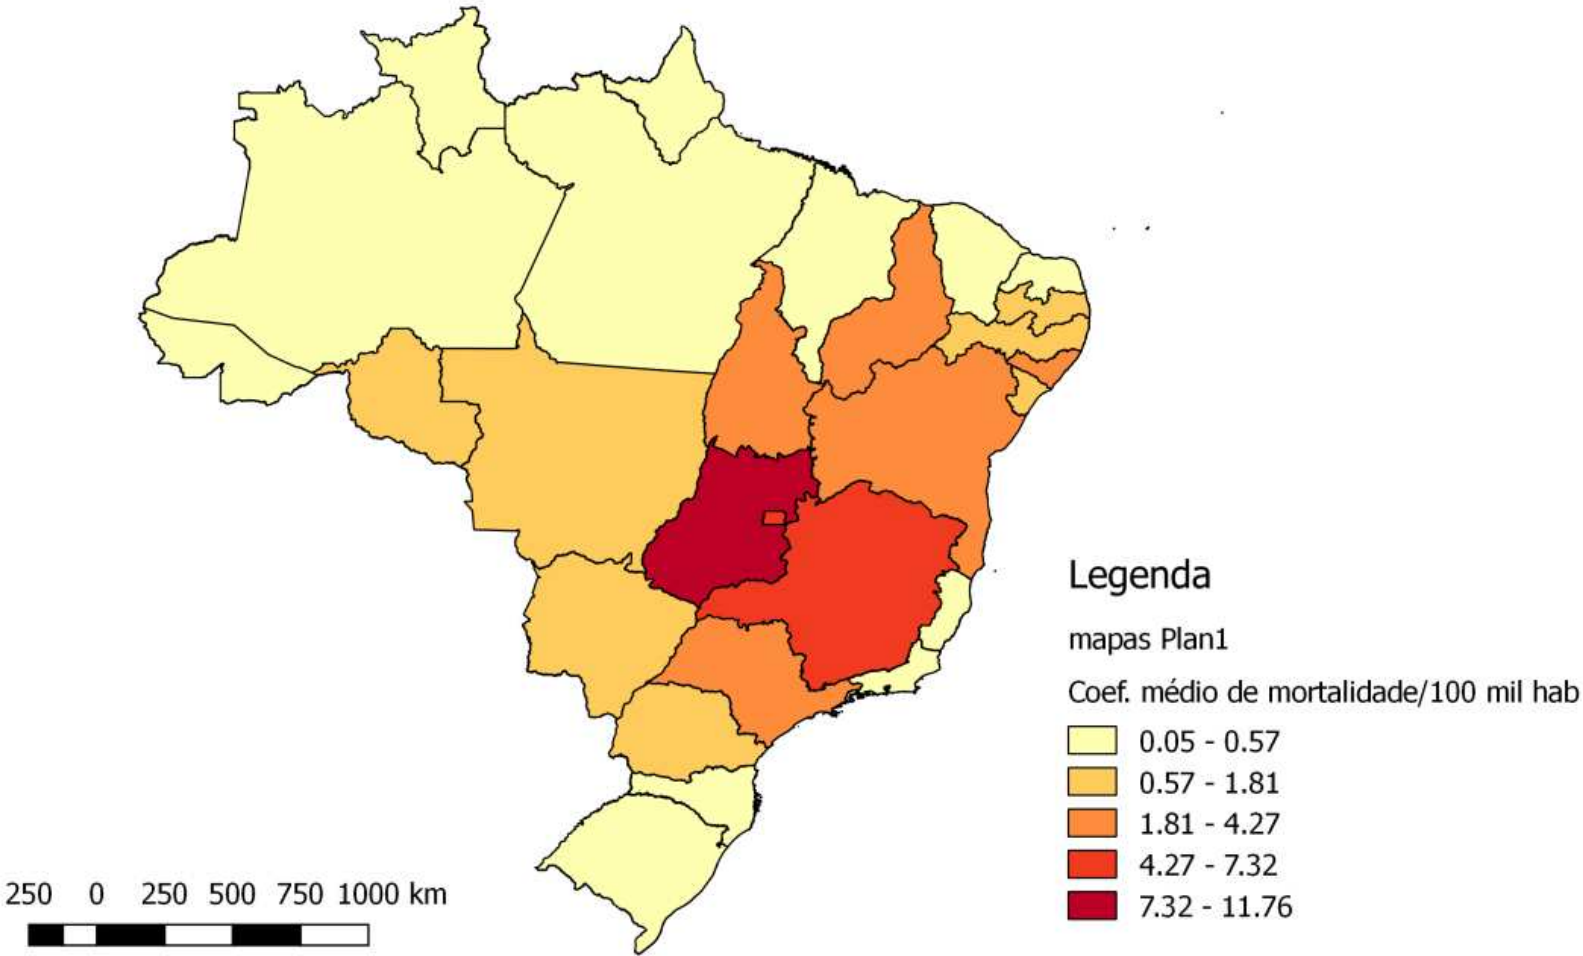 Legenda
mapas Plan1
Coef. médio de mortalidade/100 mil hab
0.05 - 0.57
0.57 - 1.81
1.81 - 4.27
4.27 - 7.32
7.32 - 11.76
250 0 250 500 750 1000 km